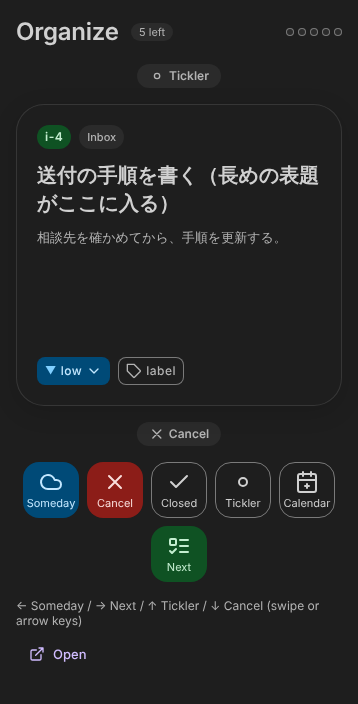 Organize 5 left
Tickler
i-4 Inbox
送付の手順を書く（長めの表題
がここに入る）
相談先を確かめてから、手順を更新する。
low label
Cancel
Someday Cancel Closed Tickler Calendar
Next
← Someday / → Next / ↑ Tickler / ↓ Cancel (swipe or
arrow keys)
Open